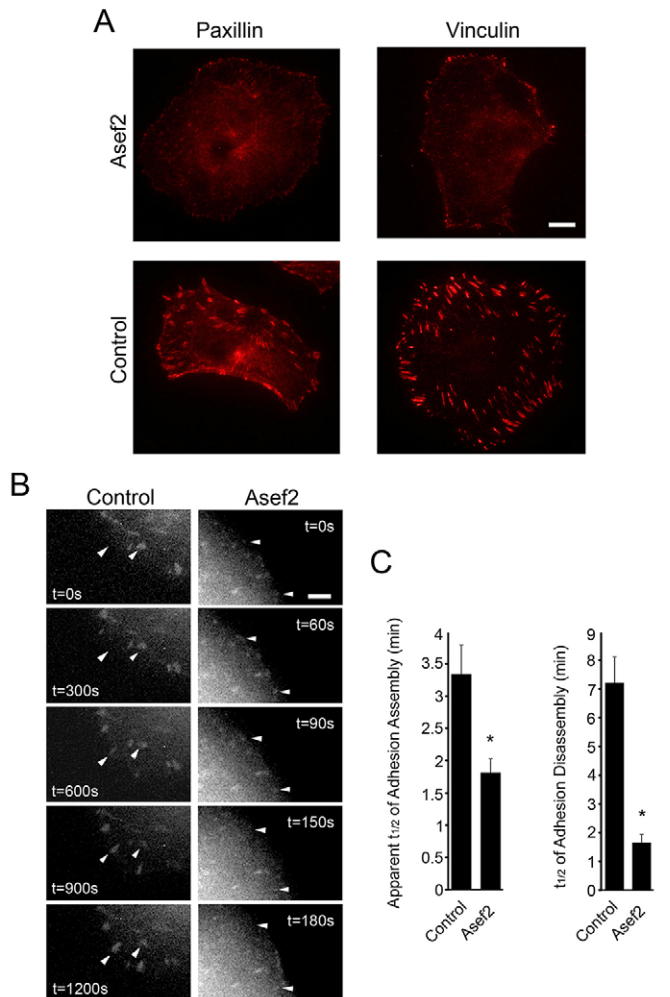 A
Paxillin
Vinculin
Asef2
Control
B
Control
Asef2
t=0s
t=300s
t=600s
t=900s
t=1200s
t=0s
t=60s
t=90s
t=150s
t=180s
C
Apparent t1/2 of Adhesion Assembly (min)
4
3.5
3
2.5
2
1.5
1
0.5
0
*
Control
Asef2
t1/2 of Adhesion Disassembly (min)
9
8
7
6
5
4
3
2
1
0
*
Control
Asef2